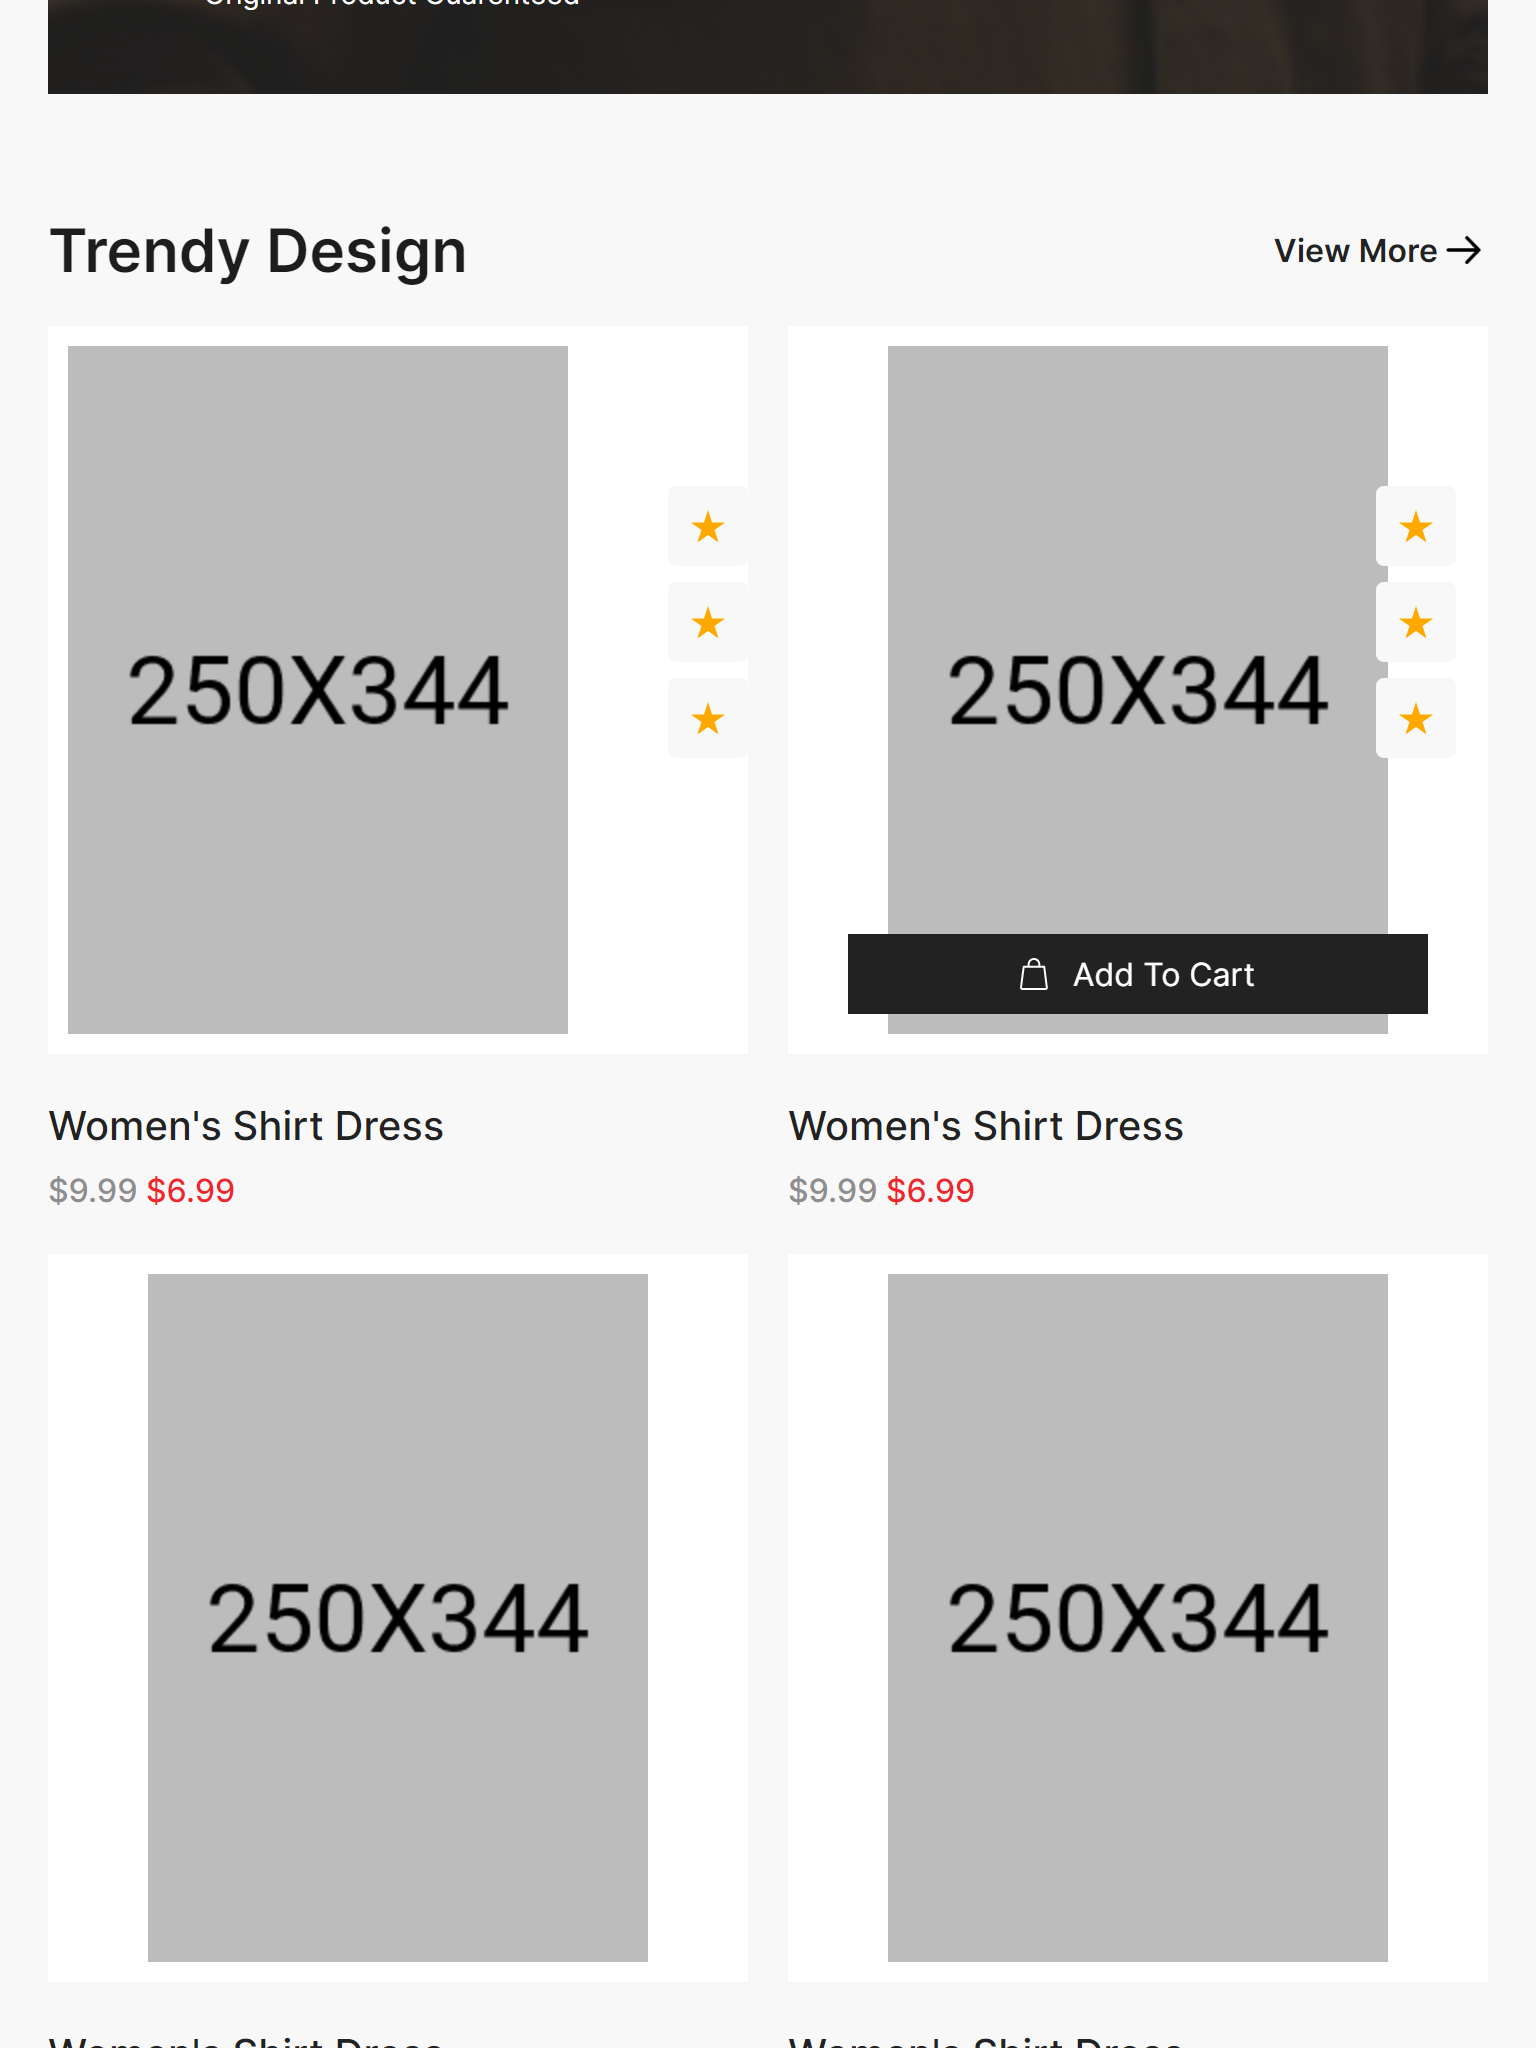 Original Product Guarenteed
Trendy Design
View More
250X344
250X344
Add To Cart
Women's Shirt Dress
Women's Shirt Dress
$9.99 $6.99
$9.99 $6.99
250X344
250X344
Women's Shirt Dress
Women's Shirt Dress